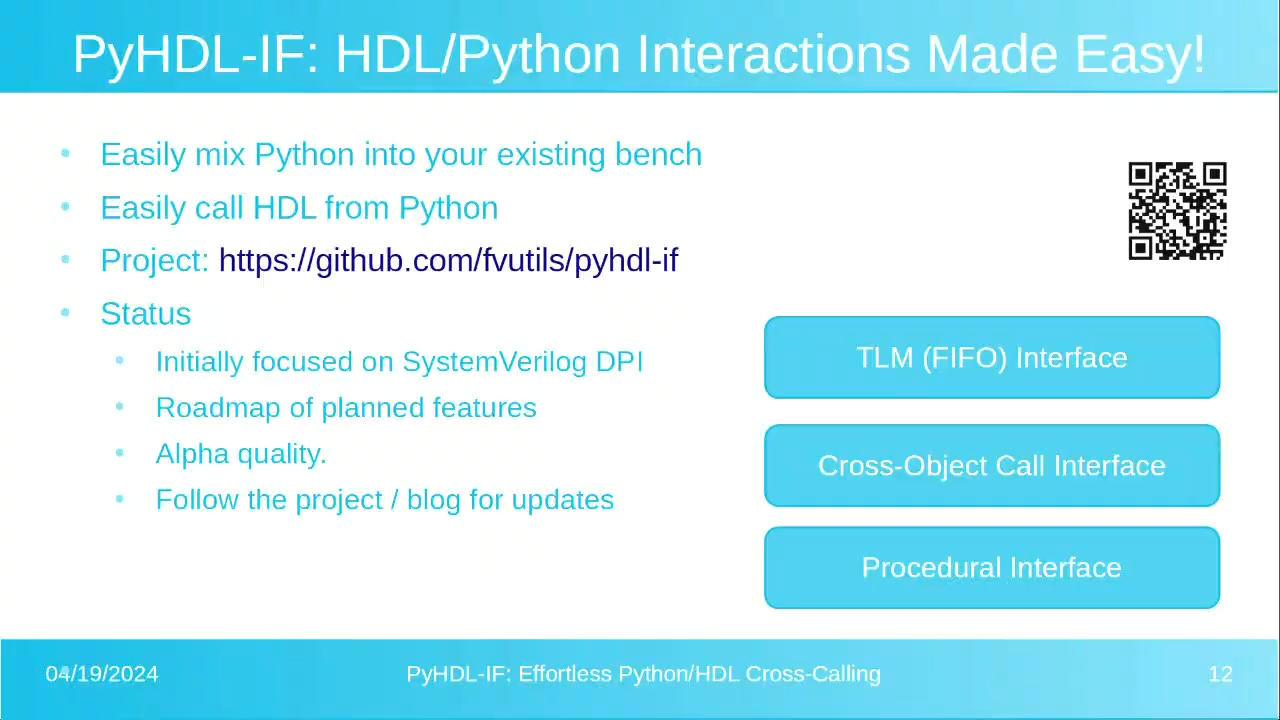 PyHDL-IF: HDL/Python Interactions Made Easy!
Easily mix Python into your existing bench
Easily call HDL from Python
Project: https://github.com/fvutils/pyhdl-if
Status
Initially focused on SystemVerilog DPI
Roadmap of planned features
Alpha quality.
Follow the project / blog for updates
TLM (FIFO) Interface
Cross-Object Call Interface
Procedural Interface
04/19/2024
PyHDL-IF: Effortless Python/HDL Cross-Calling
12